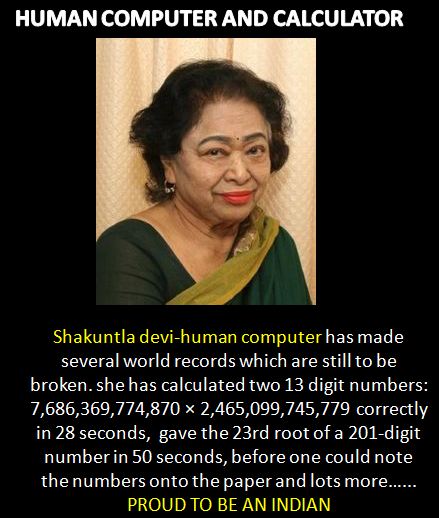 HUMAN COMPUTER AND CALCULATOR
Shakuntla devi-human computer has made
several world records which are still to be
broken. she has calculated two 13 digit numbers:
7,686,369,774,870 × 2,465,099,745,779 correctly
in 28 seconds, gave the 23rd root of a 201-digit
number in 50 seconds, before one could note
the numbers onto the paper and lots more......
PROUD TO BE AN INDIAN